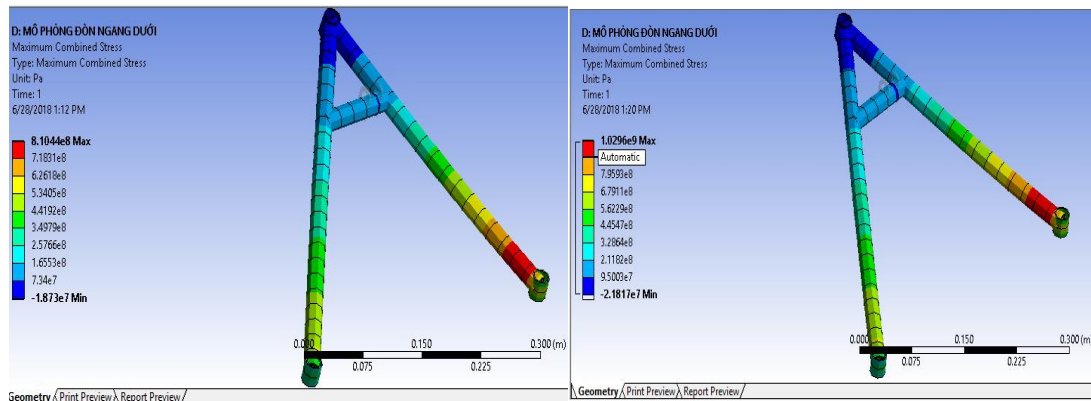 D: MÔ PHỎNG ĐÒN NGANG DƯỚI
Maximum Combined Stress
Type: Maximum Combined Stress
Unit: Pa
Time: 1
6/28/2018 1:12 PM
8.1044e8 Max
7.1831e8
6.2618e8
5.3405e8
4.4192e8
3.4979e8
2.5766e8
1.6553e8
7.34e7
-1.873e7 Min
0.000
0.150
0.300 (m)
0.075
0.225
Geometry
Print Preview
Report Preview
D: MÔ PHỎNG ĐÒN NGANG DƯỚI
Maximum Combined Stress
Type: Maximum Combined Stress
Unit: Pa
Time: 1
6/28/2018 1:20 PM
1.0296e9 Max
Automatic
7.9593e8
6.7911e8
5.6229e8
4.4547e8
3.2864e8
2.1182e8
9.5003e7
-2.1817e7 Min
0.000
0.150
0.300 (m)
0.075
0.225
Geometry
Print Preview
Report Preview